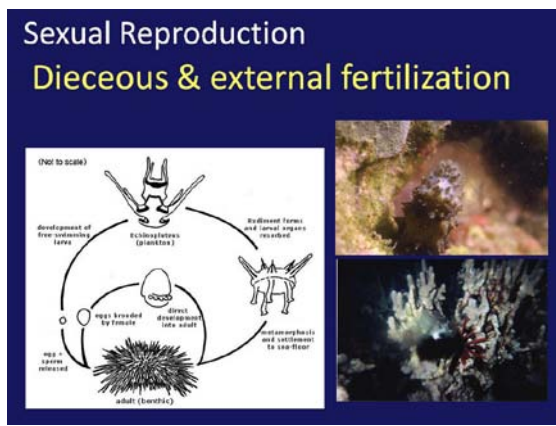 Sexual Reproduction
Dieceous & external fertilization
(Not to scale)
development of
free-swimming
larva
Echinopluteus
(plankton)
Rudiment forms
and larval organs
resorbed
eggs brooded
by female
direct
development
into adult
metamorphosis
and settlement
to sea-floor
egg +
sperm
released
adult (benthic)